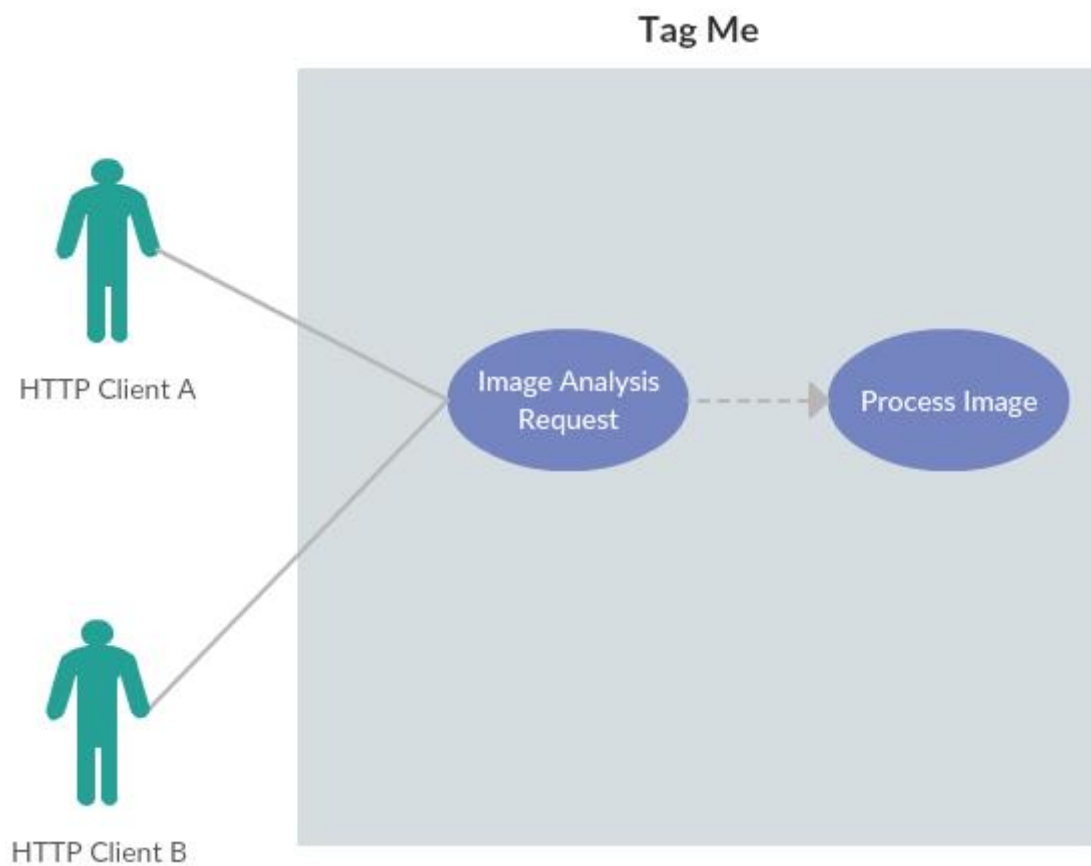 Tag Me
HTTP Client A
Image Analysis
Request
Process Image
HTTP Client B